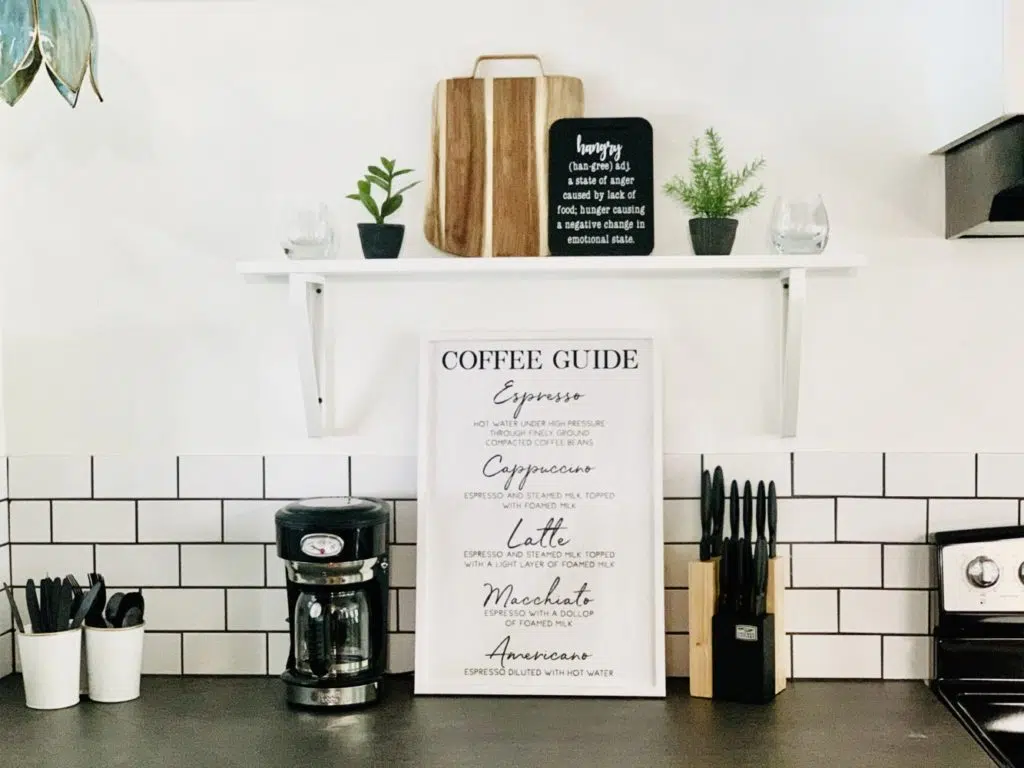 hangry
(han-gree) adj.
a state of anger
caused by lack of
food; hunger causing
a negative change in
emotional state.
COFFEE GUIDE
Espresso
HOT WATER UNDER HIGH PRESSURE
THROUGH FINELY GROUND
COMPACTED COFFEE BEANS
Cappuccino
ESPRESSO AND STEAMED MILK TOPPED
WITH FOAMED MILK
Latte
ESPRESSO AND STEAMED MILK TOPPED
WITH A LIGHT LAYER OF FOAMED MILK
Macchiato
ESPRESSO WITH A DOLLOP
OF FOAMED MILK
Americano
ESPRESSO DILUTED WITH HOT WATER